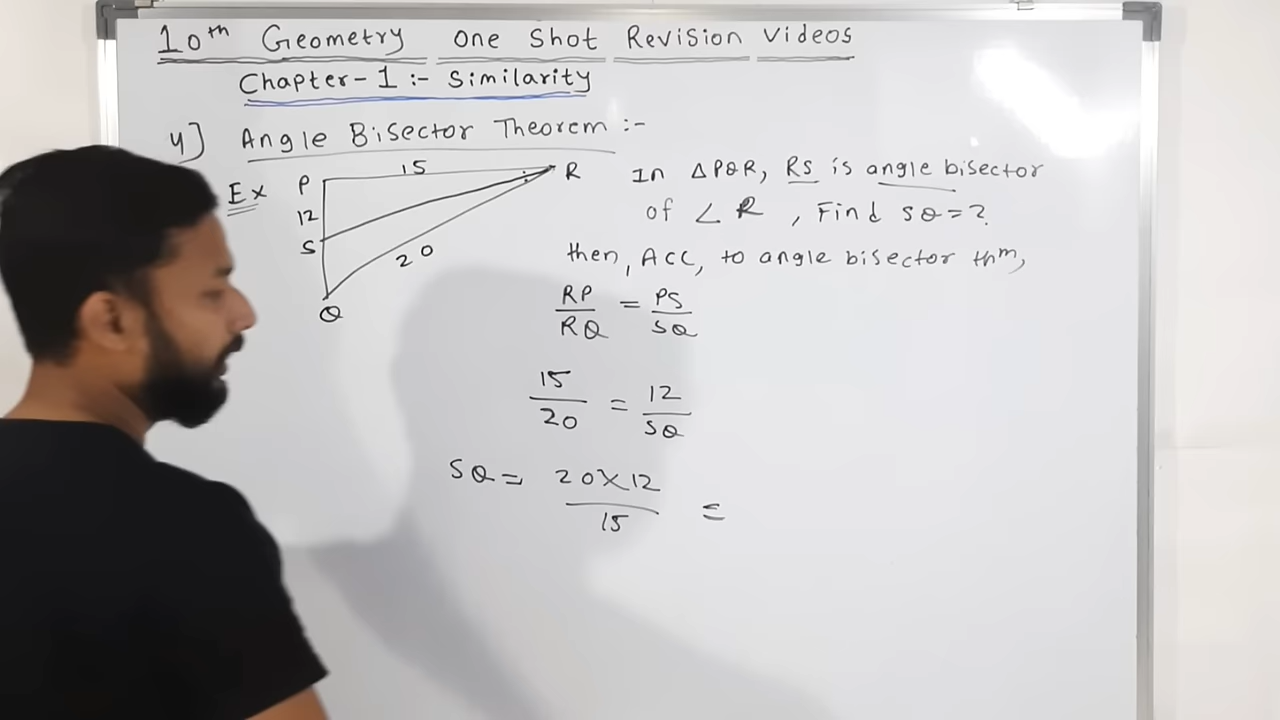 10th Geometry One Shot Revision Videos
Chapter-1 :- Similarity
4] Angle Bisector Theorem :-
Ex
P
15
R
12
S
20
Q
In △PQR, RS is angle bisector
of ∠R, Find SQ=?
then, Acc, to angle bisector thm,
RP/RQ = PS/SQ
15/20 = 12/SQ
SQ = 20×12/15 =